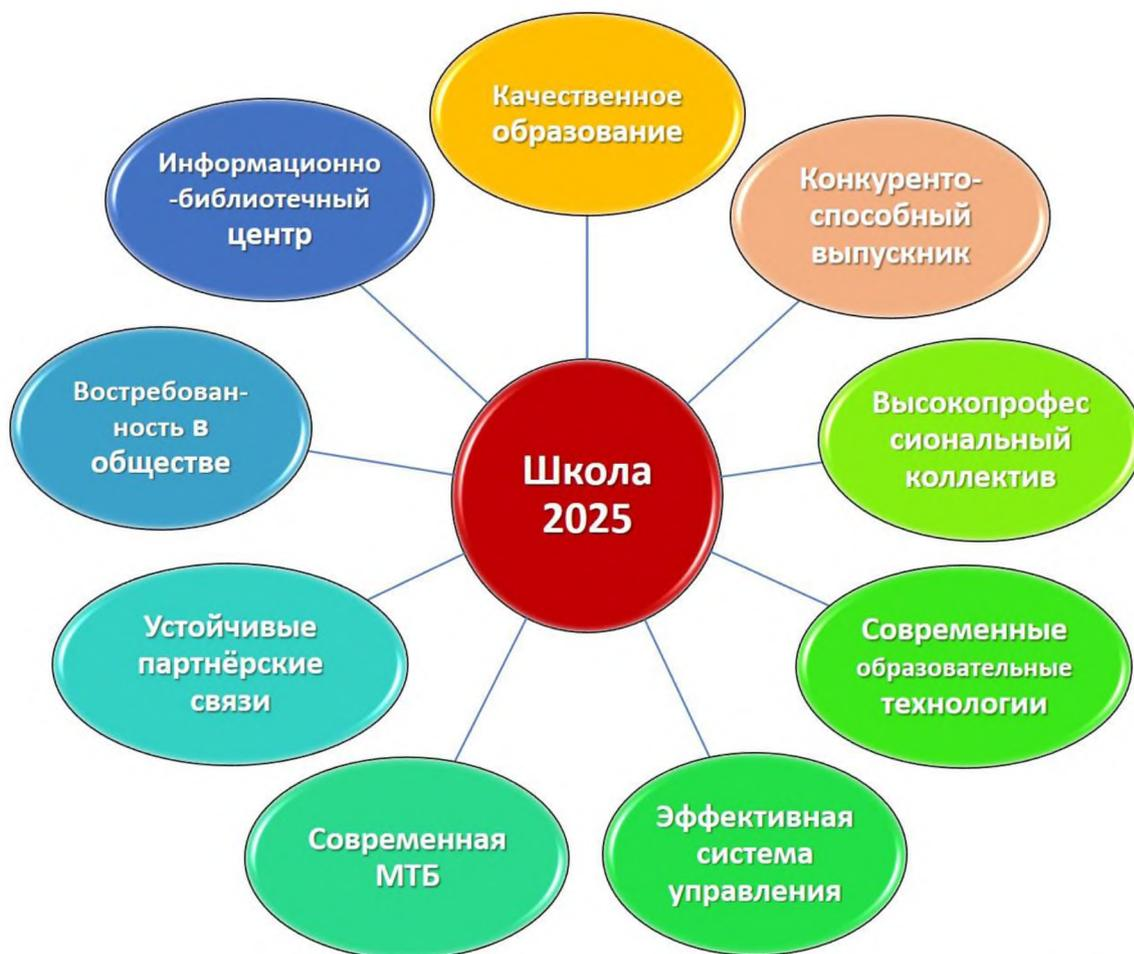 Качественное
образование
Конкуренто-
способный
выпускник
Высокопрофес
сиональный
коллектив
Современные
образовательные
технологии
Эффективная
система
управления
Современная
МТБ
Устойчивые
партнёрские
связи
Востребован-
ность в
обществе
Информационно
-библиотечный
центр
Школа
2025